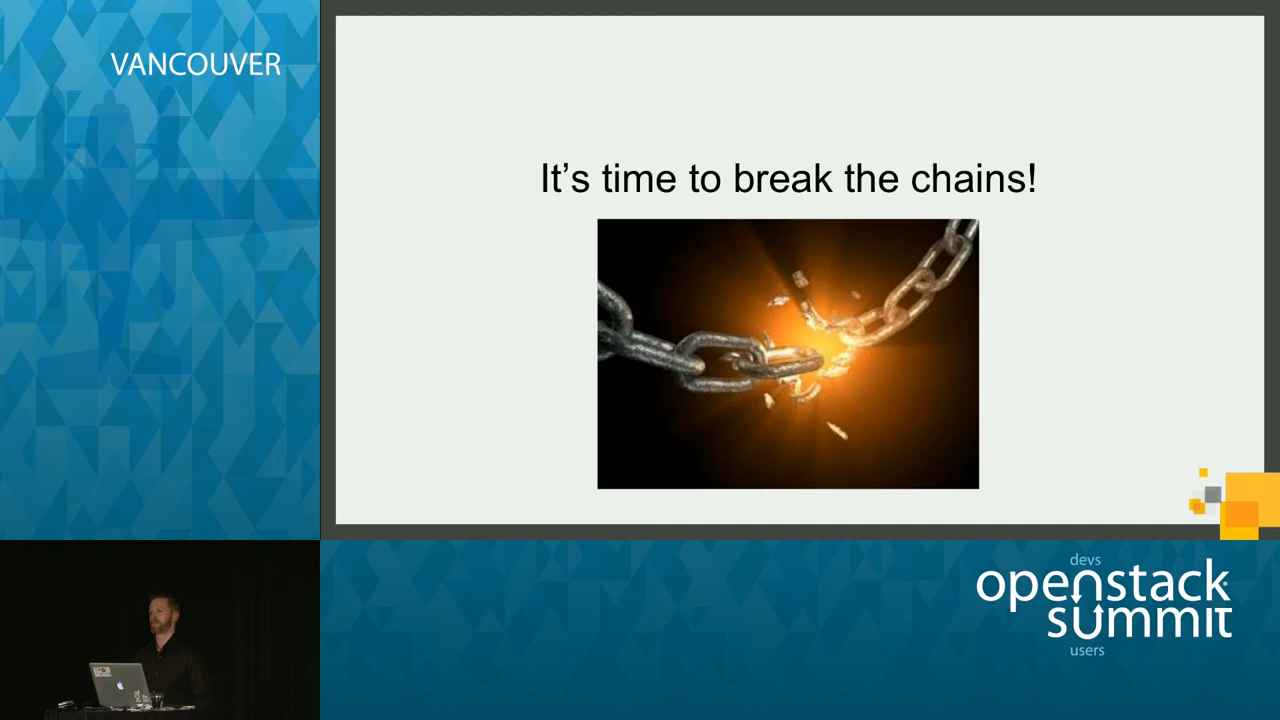 VANCOUVER
It's time to break the chains!
devs
openstack
summit
users